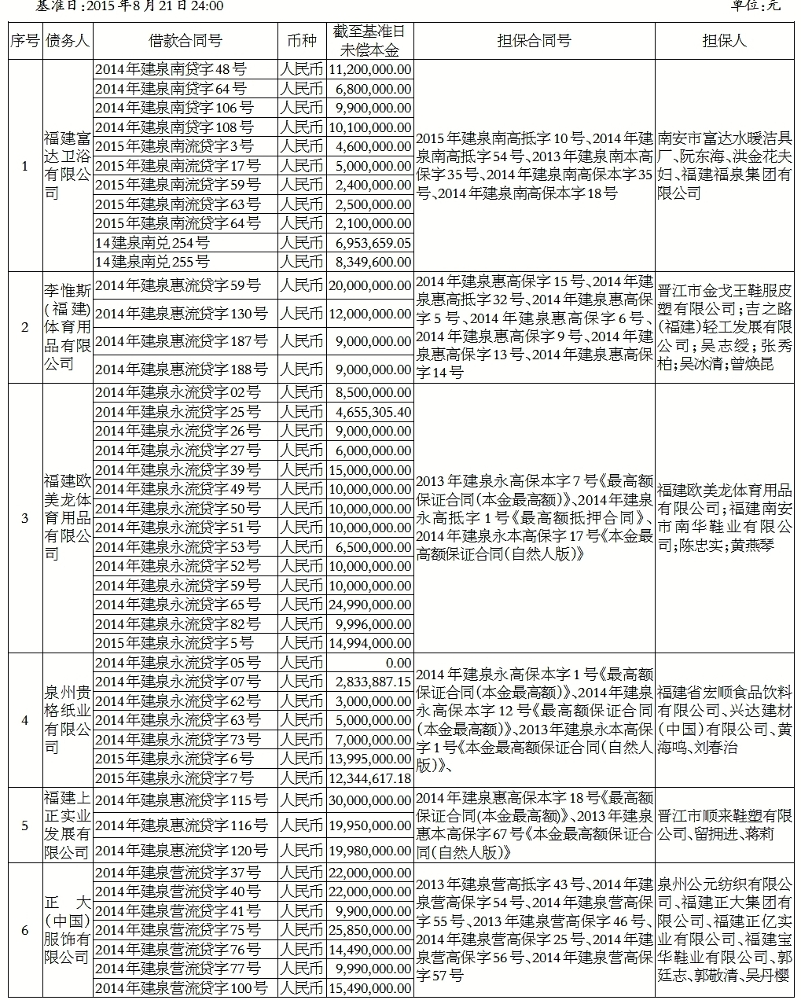 基准日:2015年8月21日24:00 单位:元
序号 债务人 借款合同号 币种 截至基准日未偿本金 担保合同号 担保人
1
福建富
达卫浴
有限公
司
2014年建泉南贷字48号 人民币 11,200,000.00
2014年建泉南贷字64号 人民币 6,800,000.00
2014年建泉南贷字106号 人民币 9,900,000.00
2014年建泉南贷字108号 人民币 10,100,000.00
2015年建泉南流贷字3号 人民币 4,600,000.00
2015年建泉南流贷字17号 人民币 5,000,000.00
2015年建泉南流贷字59号 人民币 2,400,000.00
2015年建泉南流贷字63号 人民币 2,500,000.00
2015年建泉南流贷字64号 人民币 2,100,000.00
14建泉南兑254号 人民币 6,953,659.05
14建泉南兑255号 人民币 8,349,600.00
2015年建泉南高抵字10号、2014年建
泉南高抵字54号、2013年建泉南本高
保字35号、2014年建泉南高保本字35
号、2014年建泉南高保本字18号
南安市富达水暖洁具
厂、阮东海、洪金花夫
妇、福建福泉集团有
限公司
2
李惟斯
(福建)
体育用
品有限
公司
2014年建泉惠流贷字59号 人民币 20,000,000.00
2014年建泉惠流贷字130号 人民币 12,000,000.00
2014年建泉惠流贷字187号 人民币 9,000,000.00
2014年建泉惠流贷字188号 人民币 9,000,000.00
2014年建泉惠高保字15号、2014年建
泉惠高抵字32号、2014年建泉惠高保
字5号、2014年建泉惠高保字6号、
2014年建泉惠高保字9号、2014年建
泉惠高保字13号、2014年建泉惠高保
字14号
晋江市金戈王鞋服皮
塑有限公司;吉之路
(福建)轻工发展有限
公司;吴志绶;张秀
柏;吴冰清;曾焕昆
3
福建欧
美龙体
育用品
有限公
司
2014年建泉永流贷字02号 人民币 8,500,000.00
2014年建泉永流贷字25号 人民币 4,655,305.40
2014年建泉永流贷字26号 人民币 9,000,000.00
2014年建泉永流贷字27号 人民币 6,000,000.00
2014年建泉永流贷字39号 人民币 15,000,000.00
2014年建泉永流贷字49号 人民币 10,000,000.00
2014年建泉永流贷字50号 人民币 10,000,000.00
2014年建泉永流贷字51号 人民币 10,000,000.00
2014年建泉永流贷字53号 人民币 6,500,000.00
2014年建泉永流贷字52号 人民币 10,000,000.00
2014年建泉永流贷字59号 人民币 10,000,000.00
2014年建泉永流贷字65号 人民币 24,990,000.00
2014年建泉永流贷字82号 人民币 9,996,000.00
2015年建泉永流贷字5号 人民币 14,994,000.00
2013年建泉永高保本字7号《最高额
保证合同(本金最高额)》、2014年建泉
永高抵字1号《最高额抵押合同》、
2014年建泉永本高保字17号《本金最
高额保证合同(自然人版)》
福建欧美龙体育用品
有限公司;福建南安
市南华鞋业有限公
司;陈忠实;黄燕琴
4
泉州贵
格纸业
有限公
司
2014年建泉永流贷字05号 人民币 0.00
2014年建泉永流贷字07号 人民币 2,833,887.15
2014年建泉永流贷字62号 人民币 3,000,000.00
2014年建泉永流贷字63号 人民币 5,000,000.00
2014年建泉永流贷字73号 人民币 7,000,000.00
2015年建泉永流贷字6号 人民币 13,995,000.00
2015年建泉永流贷字7号 人民币 12,344,617.18
2014年建泉永高保本字1号《最高额
保证合同(本金最高额)》、2014年建泉
永高保本字12号《最高额保证合同
(本金最高额)》、2013年建泉永本高保
字1号《本金最高额保证合同(自然人
版)》、
福建省宏顺食品饮料
有限公司、兴达建材
(中国)有限公司、黄
海鸣、刘春治
5
福建上
正实业
发展有
限公司
2014年建泉惠流贷字115号 人民币 30,000,000.00
2014年建泉惠流贷字116号 人民币 19,950,000.00
2014年建泉惠流贷字120号 人民币 19,980,000.00
2014年建泉惠高保本字18号《最高额
保证合同(本金最高额)》、2013年建泉
惠本高保字67号《本金最高额保证合
同(自然人版)》
晋江市顺来鞋塑有限
公司、留拥进、蒋莉
6
正大
(中国)
服饰有
限公司
2014年建泉营流贷字37号 人民币 22,000,000.00
2014年建泉营流贷字40号 人民币 22,000,000.00
2014年建泉营流贷字41号 人民币 9,900,000.00
2014年建泉营流贷字75号 人民币 25,850,000.00
2014年建泉营流贷字76号 人民币 14,490,000.00
2014年建泉营流贷字77号 人民币 9,990,000.00
2014年建泉营流贷字100号 人民币 15,490,000.00
2013年建泉营高抵字43号、2014年建
泉营高保字54号、2014年建泉营高保
字55号、2013年建泉营高保字46号、
2014年建泉营高保字25号、2014年建
泉营高保字56号、2014年建泉营高保
字57号
泉州公元纺织有限公
司、福建正大集团有
限公司、福建正亿实
业有限公司、福建宝
华鞋业有限公司、郭
廷志、郭敬清、吴丹樱